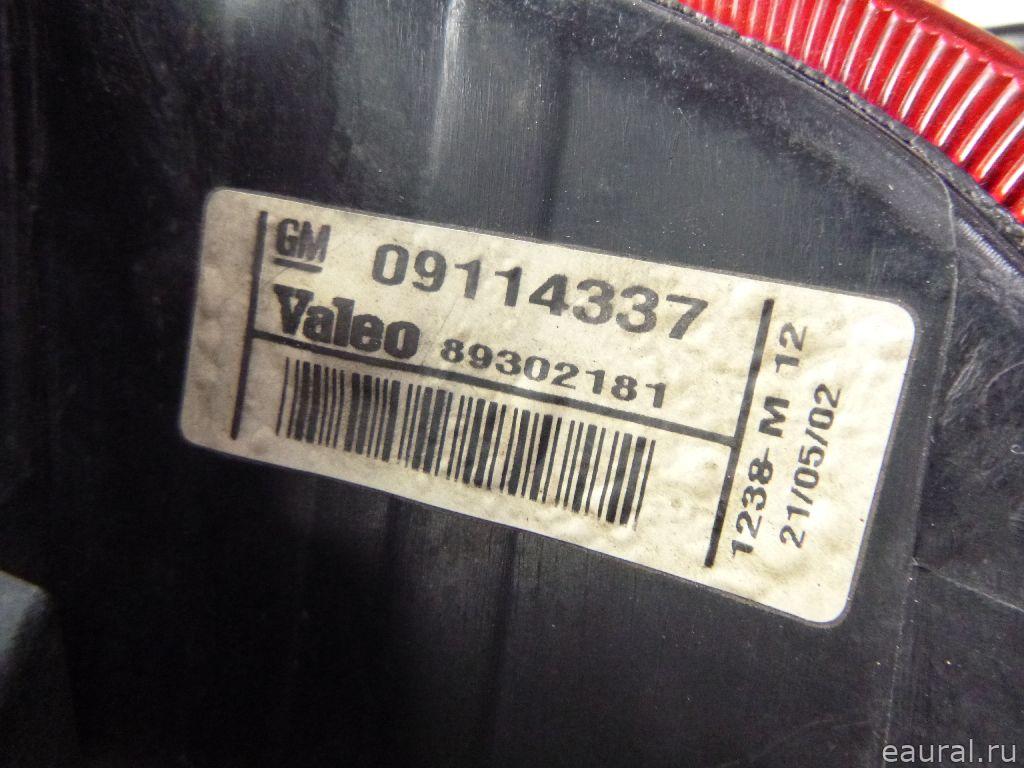 GM 09114337
Valeo 89302181
1238 M 12
21/05/02
eaural.ru